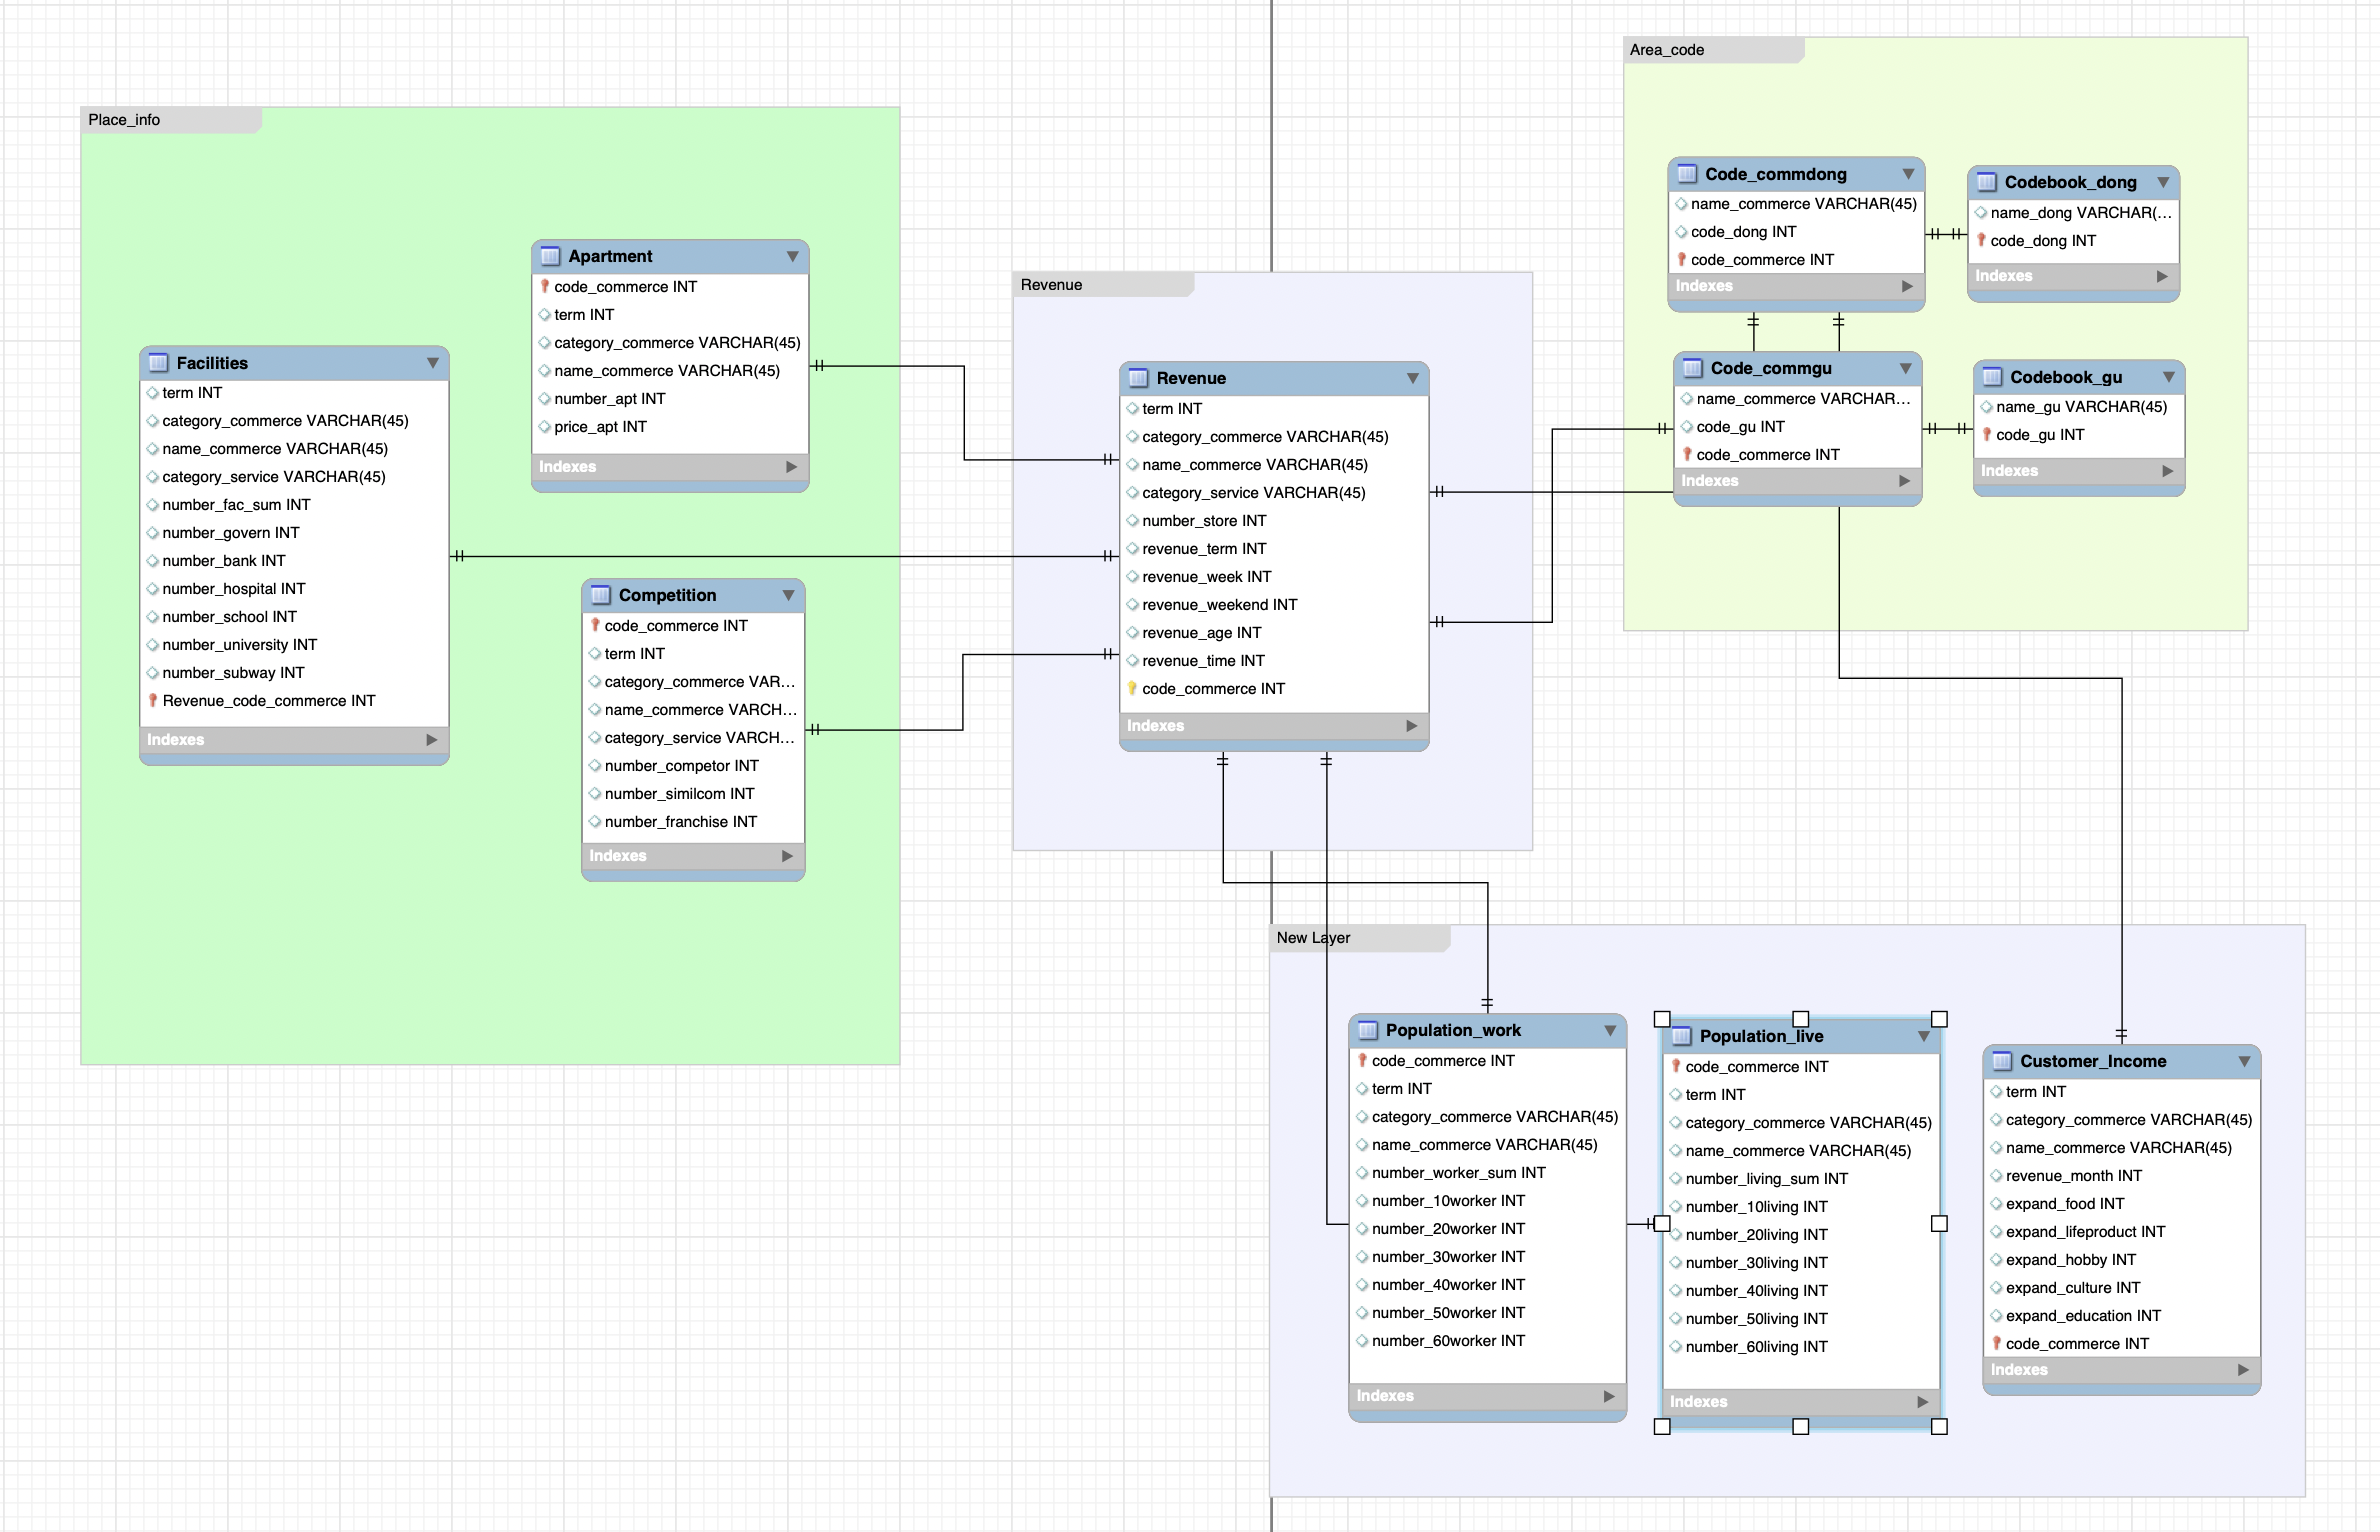 Place_info
Facilities
term INT
category_commerce VARCHAR(45)
name_commerce VARCHAR(45)
category_service VARCHAR(45)
number_fac_sum INT
number_govern INT
number_bank INT
number_hospital INT
number_school INT
number_university INT
number_subway INT
Revenue_code_commerce INT
Indexes
Apartment
code_commerce INT
term INT
category_commerce VARCHAR(45)
name_commerce VARCHAR(45)
number_apt INT
price_apt INT
Indexes
Competition
code_commerce INT
term INT
category_commerce VAR...
name_commerce VARCH...
category_service VARCH...
number_competor INT
number_similcom INT
number_franchise INT
Indexes
Revenue
Revenue
term INT
category_commerce VARCHAR(45)
name_commerce VARCHAR(45)
category_service VARCHAR(45)
number_store INT
revenue_term INT
revenue_week INT
revenue_weekend INT
revenue_age INT
revenue_time INT
code_commerce INT
Indexes
Area_code
Code_commdong
name_commerce VARCHAR(45)
code_dong INT
code_commerce INT
Indexes
Codebook_dong
name_dong VARCHAR(...
code_dong INT
Indexes
Code_commgu
name_commerce VARCHAR...
code_gu INT
code_commerce INT
Indexes
Codebook_gu
name_gu VARCHAR(45)
code_gu INT
Indexes
New Layer
Population_work
code_commerce INT
term INT
category_commerce VARCHAR(45)
name_commerce VARCHAR(45)
number_worker_sum INT
number_10worker INT
number_20worker INT
number_30worker INT
number_40worker INT
number_50worker INT
number_60worker INT
Indexes
Population_live
code_commerce INT
term INT
category_commerce VARCHAR(45)
name_commerce VARCHAR(45)
number_living_sum INT
number_10living INT
number_20living INT
number_30living INT
number_40living INT
number_50living INT
number_60living INT
Indexes
Customer_Income
term INT
category_commerce VARCHAR(45)
name_commerce VARCHAR(45)
revenue_month INT
expand_food INT
expand_lifeproduct INT
expand_hobby INT
expand_culture INT
expand_education INT
code_commerce INT
Indexes